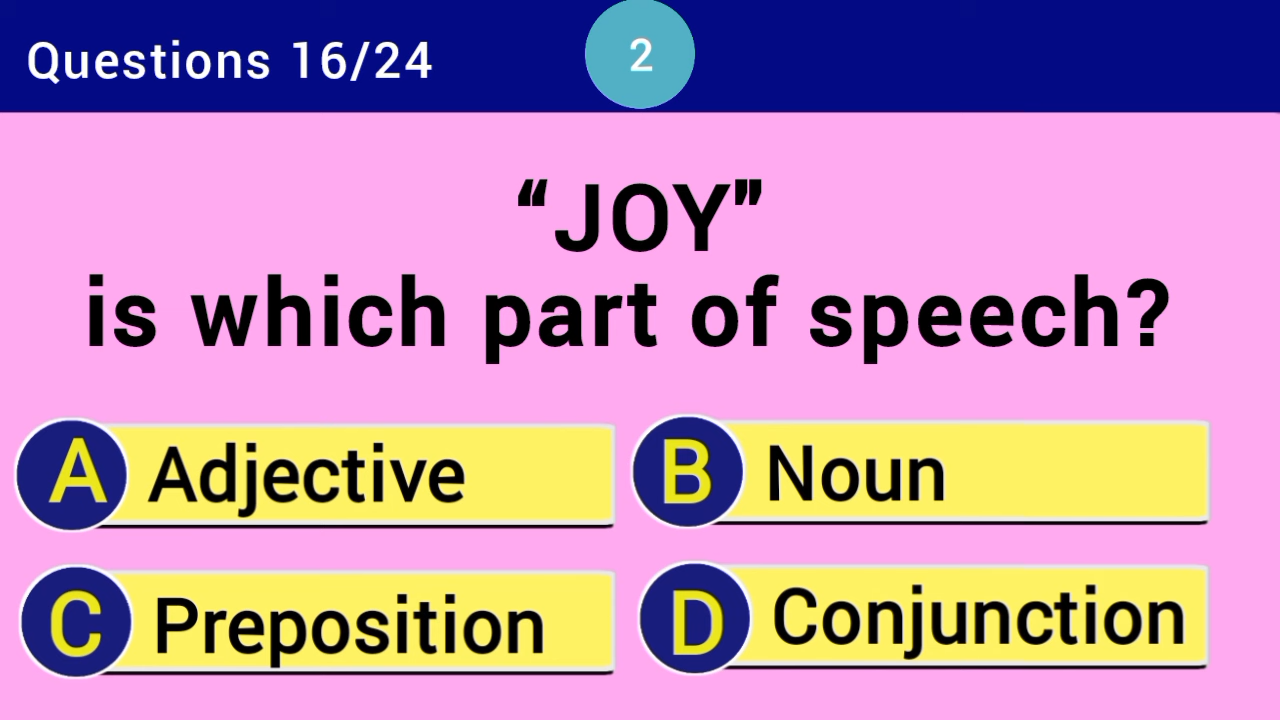 Questions 16/24
2
“JOY”
is which part of speech?
A Adjective
B Noun
C Preposition
D Conjunction